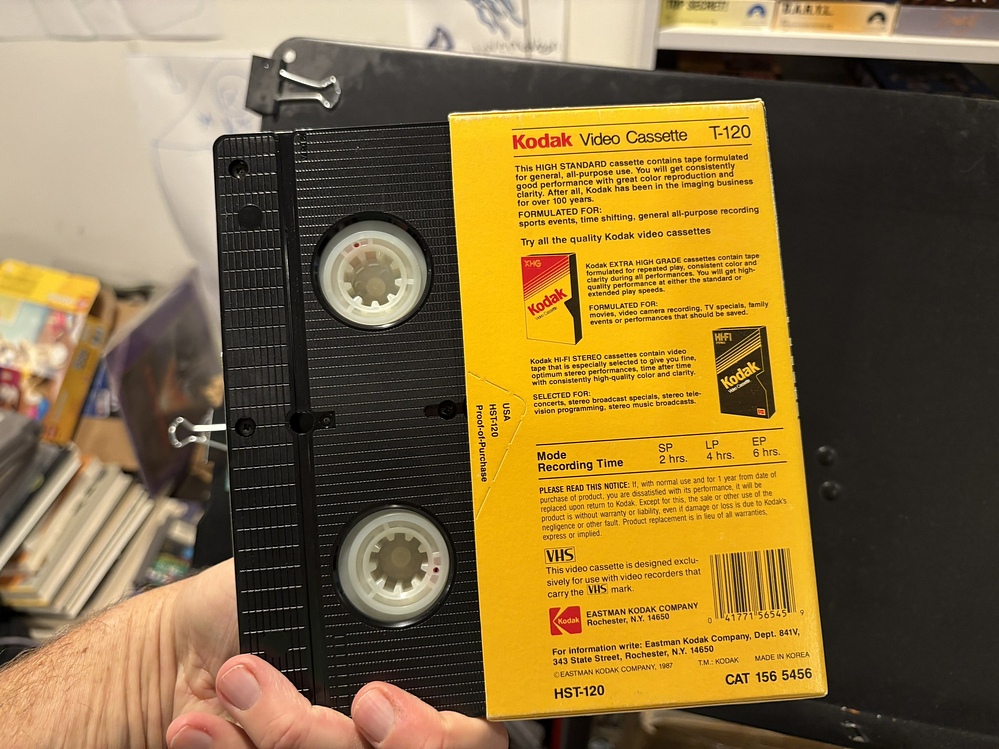 TOP SECRET!
D.A.R.Y.L.
Kodak Video Cassette T-120
This HIGH STANDARD cassette contains tape formulated
for general, all-purpose use. You will get consistently
good performance with great color reproduction and
clarity. After all, Kodak has been in the imaging business
for over 100 years.
FORMULATED FOR:
sports events, time shifting, general all-purpose recording
Try all the quality Kodak video cassettes
XHG
Kodak
Video Cassette
Kodak EXTRA HIGH GRADE cassettes contain tape
formulated for repeated play, consistent color and
clarity during all performances. You will get high-
quality performance at either the standard or
extended play speeds.
FORMULATED FOR:
movies, video camera recording, TV specials, family
events or performances that should be saved.
Kodak HI-FI STEREO cassettes contain video
tape that is especially selected to give you fine,
optimum stereo performances, time after time
with consistently high-quality color and clarity.
SELECTED FOR:
concerts, stereo broadcast specials, stereo tele-
vision programming, stereo music broadcasts.
HI-FI
STEREO
Kodak
Video Cassette
USA
HST-120
Proof-of-Purchase
Mode SP LP EP
Recording Time 2 hrs. 4 hrs. 6 hrs.
PLEASE READ THIS NOTICE: If, with normal use and for 1 year from date of
purchase of product, you are dissatisfied with its performance, it will be
replaced upon return to Kodak. Except for this, the sale or other use of the
product is without warranty or liability, even if damage or loss is due to Kodak's
negligence or other fault. Product replacement is in lieu of all warranties,
express or implied.
VHS
This video cassette is designed exclu-
sively for use with video recorders that
carry the VHS mark.
Kodak
EASTMAN KODAK COMPANY
Rochester, N.Y. 14650
0 41771 56545 9
For information write: Eastman Kodak Company, Dept. 841V,
343 State Street, Rochester, N.Y. 14650
©EASTMAN KODAK COMPANY, 1987 T.M.: KODAK MADE IN KOREA
HST-120 CAT 156 5456